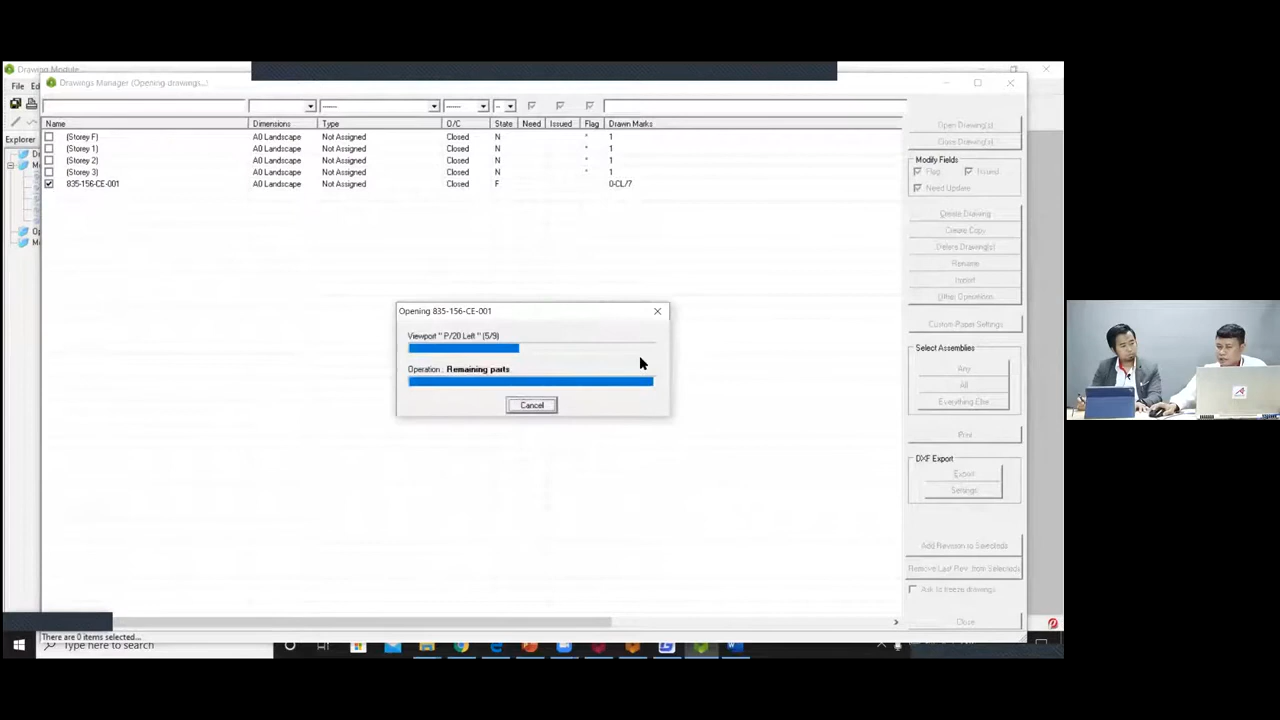 Drawing Module
Drawings Manager (Opening drawings...)
File Ed
Name Dimensions Type O/C State Need Issued Flag Drawn Marks
Explorer
(Storey F) A0 Landscape Not Assigned Closed N * 1
(Storey 1) A0 Landscape Not Assigned Closed N * 1
(Storey 2) A0 Landscape Not Assigned Closed N * 1
(Storey 3) A0 Landscape Not Assigned Closed N * 1
835-156-CE-001 A0 Landscape Not Assigned Closed F 0-CL/7
Opening 835-156-CE-001
Viewport " P/20 Left " (5/9)
Operation : Remaining parts
Cancel
Open Drawing(s)
Close Drawing(s)
Modify Fields
Flag Issued
Need Update
Create Drawing
Create Copy
Delete Drawing(s)
Rename
Import
Other Operations
Custom Paper Settings
Select Assemblies
Any
All
Everything Else
Print
DXF Export
Export
Settings
Add Revision to Selecteds
Remove Last Rev. from Selecteds
Ask to freeze drawings
Close
There are 0 items selected...
Type here to search